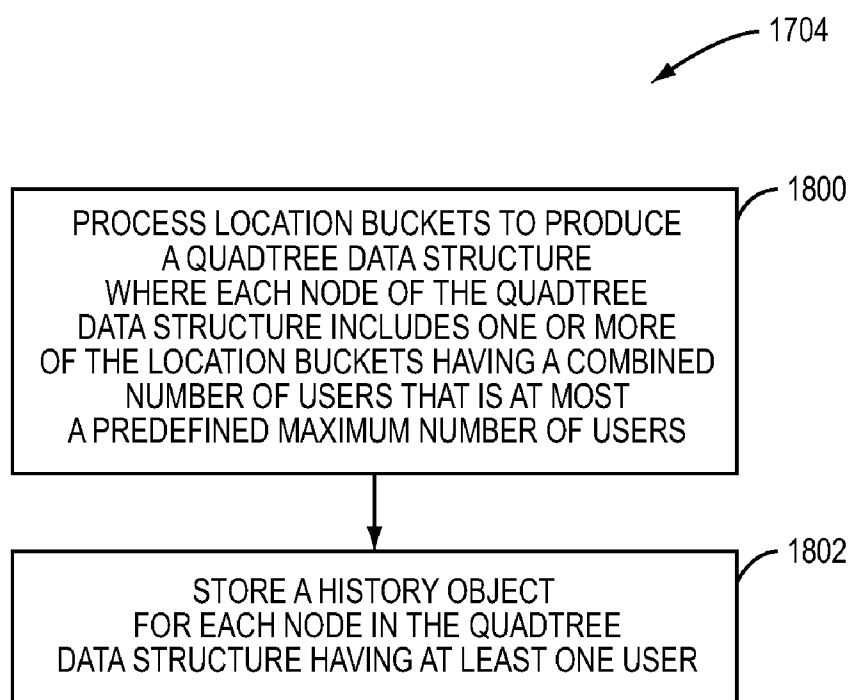 1704
1800
PROCESS LOCATION BUCKETS TO PRODUCE
A QUADTREE DATA STRUCTURE
WHERE EACH NODE OF THE QUADTREE
DATA STRUCTURE INCLUDES ONE OR MORE
OF THE LOCATION BUCKETS HAVING A COMBINED
NUMBER OF USERS THAT IS AT MOST
A PREDEFINED MAXIMUM NUMBER OF USERS
1802
STORE A HISTORY OBJECT
FOR EACH NODE IN THE QUADTREE
DATA STRUCTURE HAVING AT LEAST ONE USER